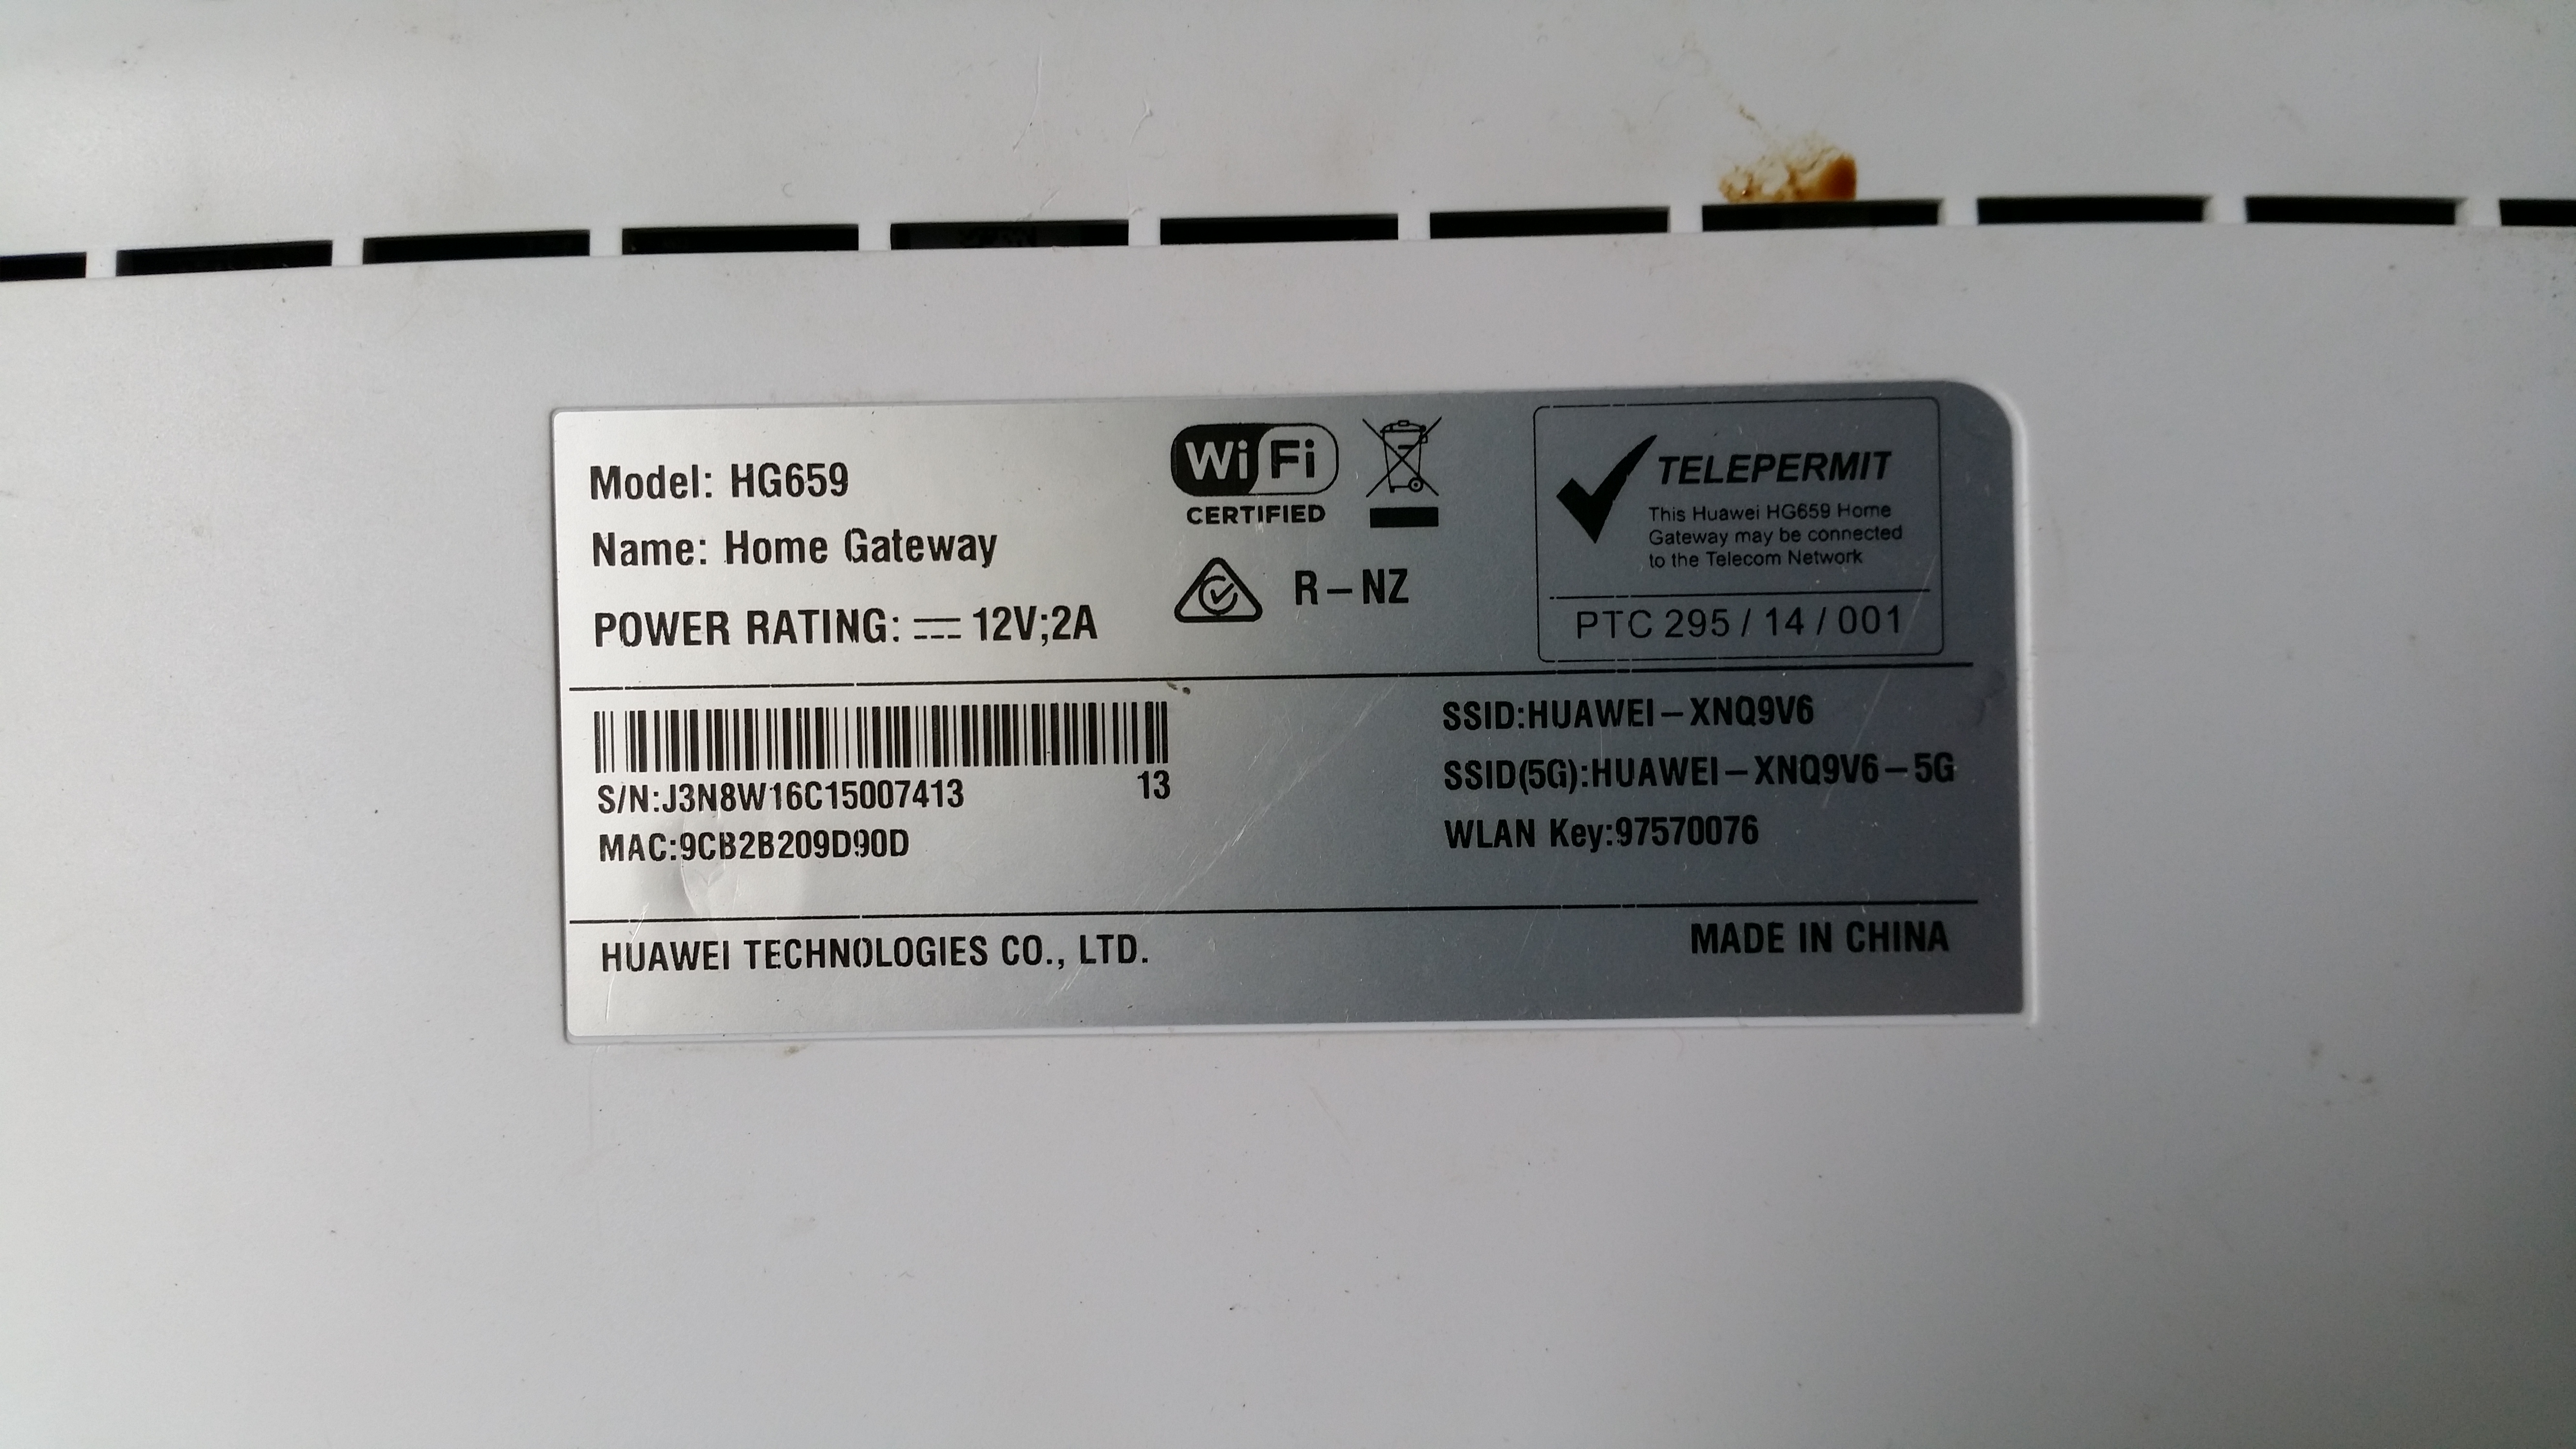 Model: HG659
Name: Home Gateway
POWER RATING: ⎓ 12V;2A
WiFi
CERTIFIED
R–NZ
TELEPERMIT
This Huawei HG659 Home
Gateway may be connected
to the Telecom Network
PTC 295 / 14 / 001
S/N:J3N8W16C15007413 13
MAC:9CB2B209D90D
SSID:HUAWEI–XNQ9V6
SSID(5G):HUAWEI–XNQ9V6–5G
WLAN Key:97570076
HUAWEI TECHNOLOGIES CO., LTD.
MADE IN CHINA